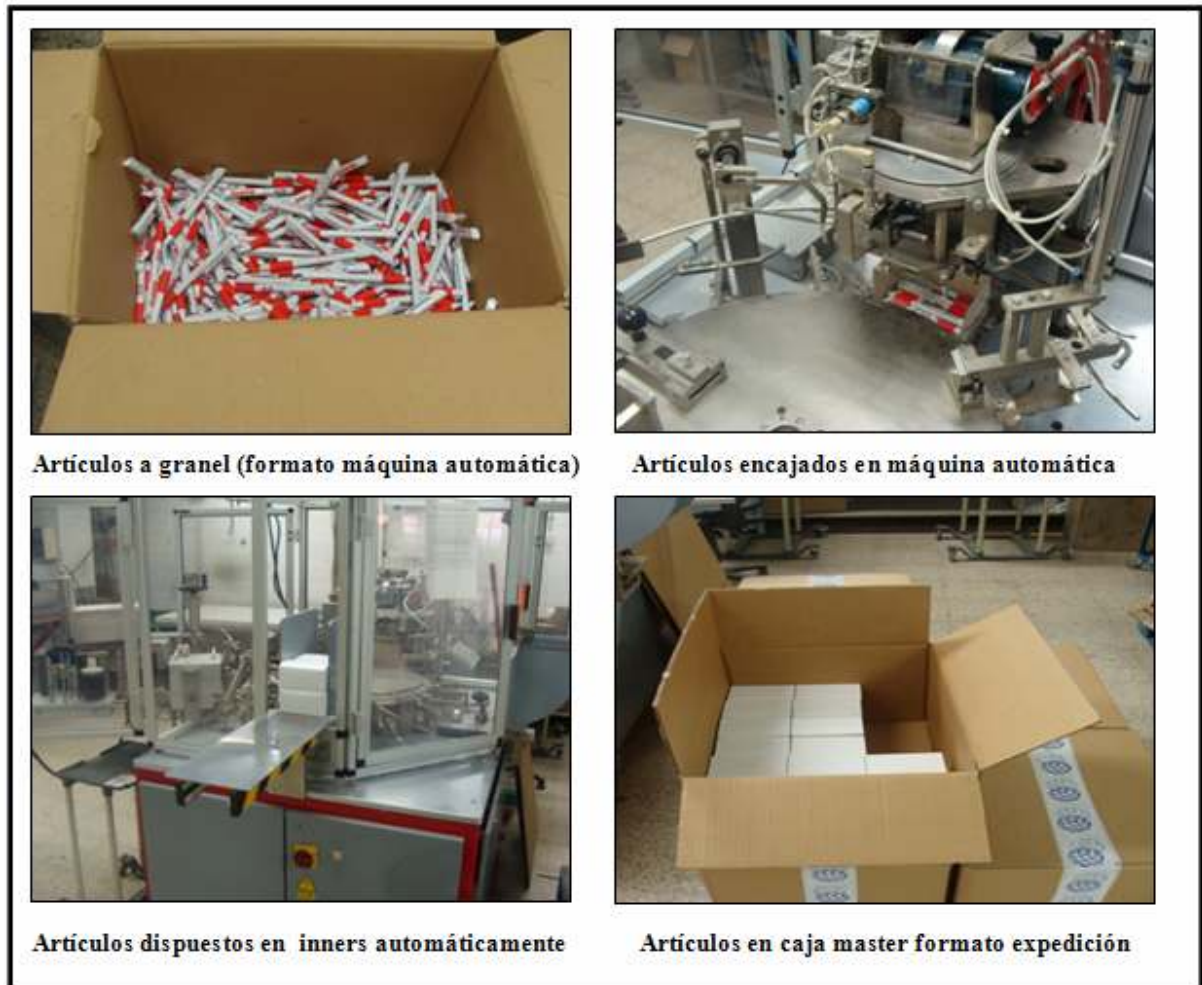 Artículos a granel (formato máquina automática)
Artículos encajados en máquina automática
Artículos dispuestos en  inners automáticamente
Artículos en caja master formato expedición